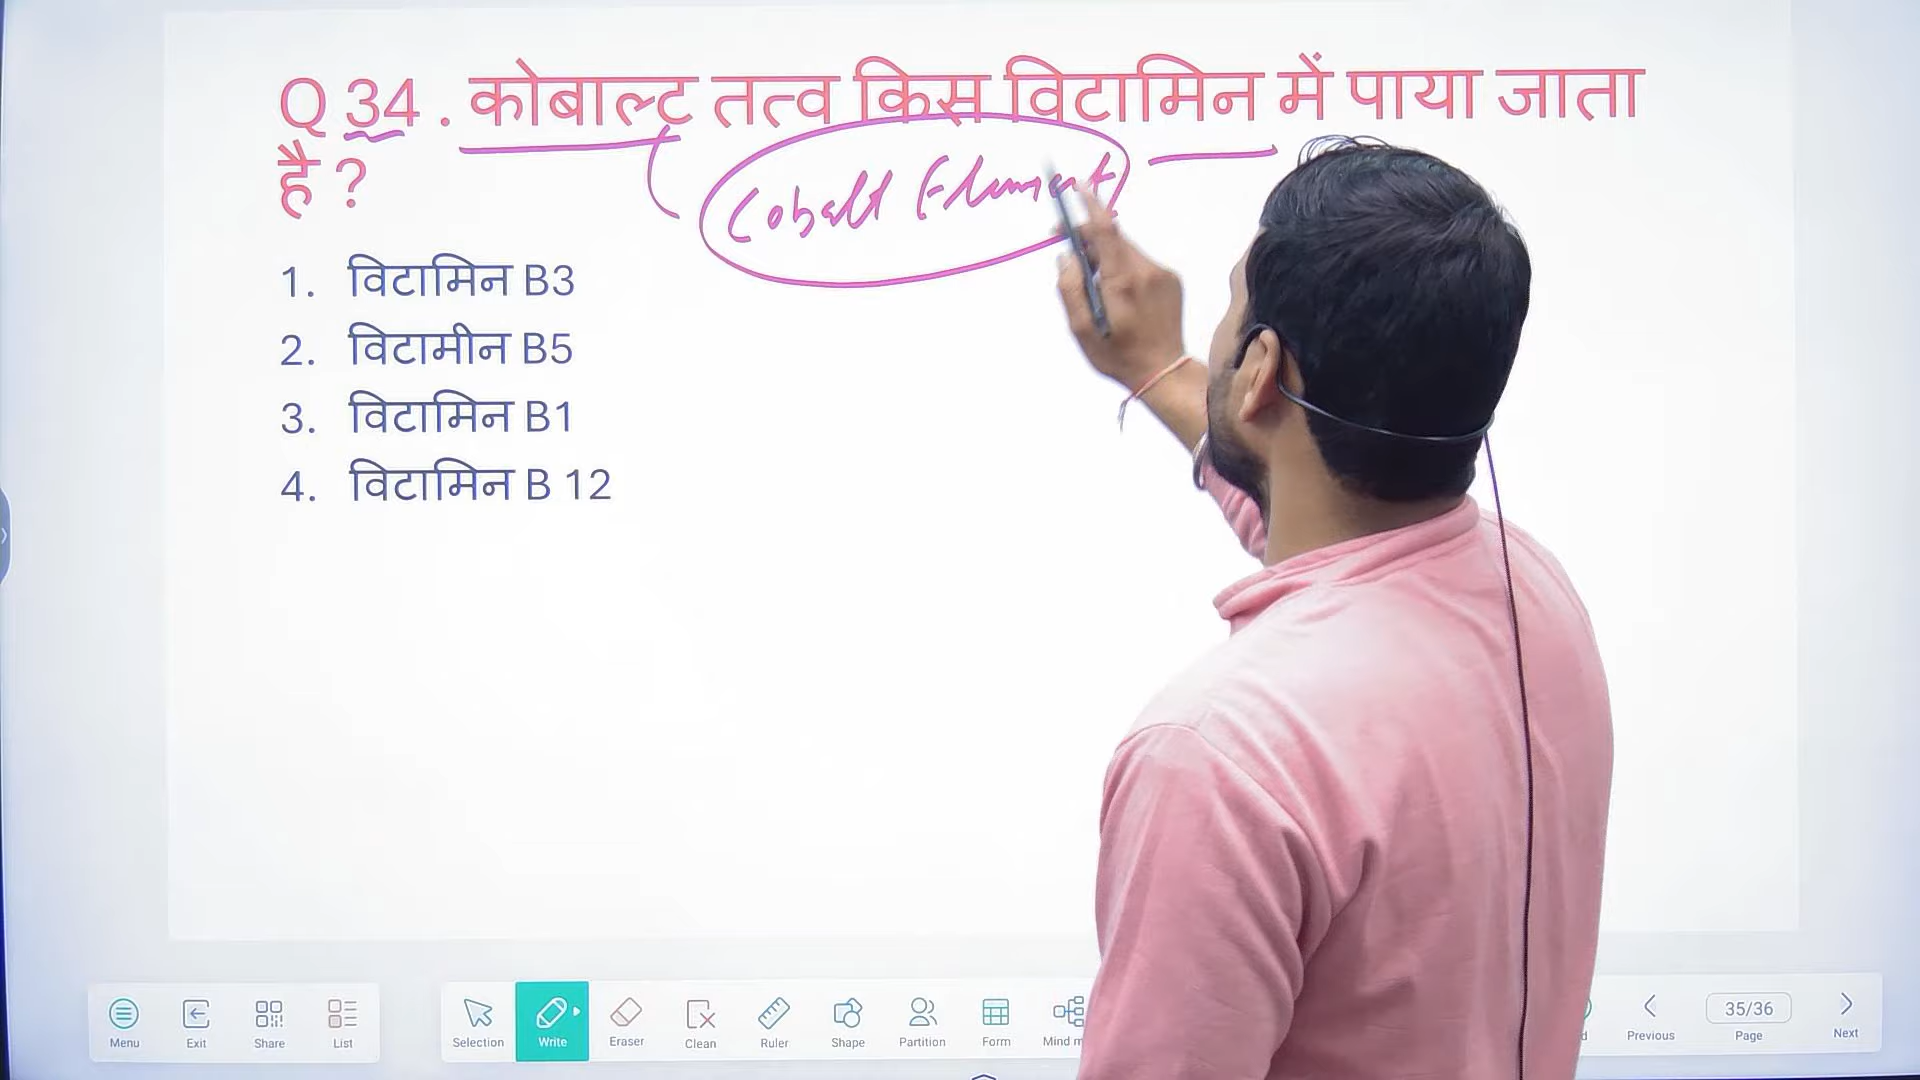 Q 34 . कोबाल्ट तत्व किस विटामिन में पाया जाता
है ?
Cobalt Element
1. विटामिन B3
2. विटामीन B5
3. विटामिन B1
4. विटामिन B 12
Menu Exit Share List Selection Write Eraser Clean Ruler Shape Partition Form Mind m d Previous 35/36 Page Next